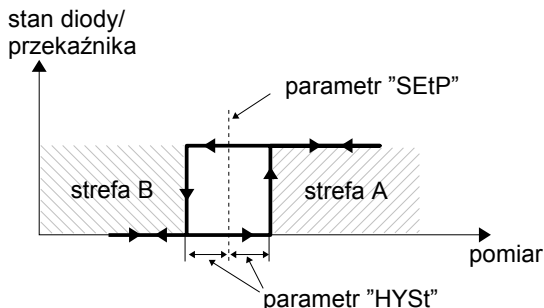 stan diody/
przekaźnika
parametr "SEtP"
strefa B
strefa A
pomiar
parametr "HYSt"